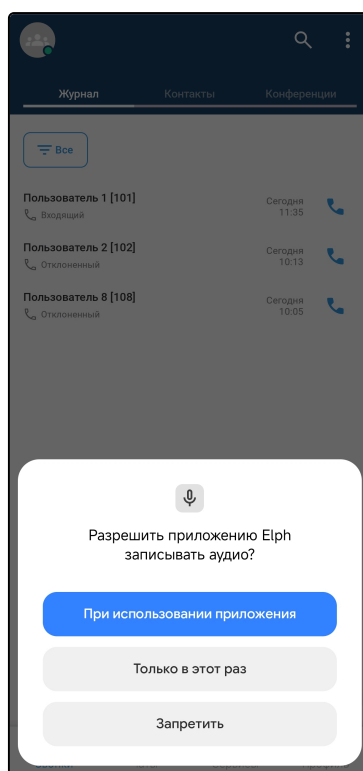 Журнал Контакты Конференции
Все
Пользователь 1 [101] Сегодня
Входящий 11:35
Пользователь 2 [102] Сегодня
Отклоненный 10:13
Пользователь 8 [108] Сегодня
Отклоненный 10:05
Разрешить приложению Elph
записывать аудио?
При использовании приложения
Только в этот раз
Запретить